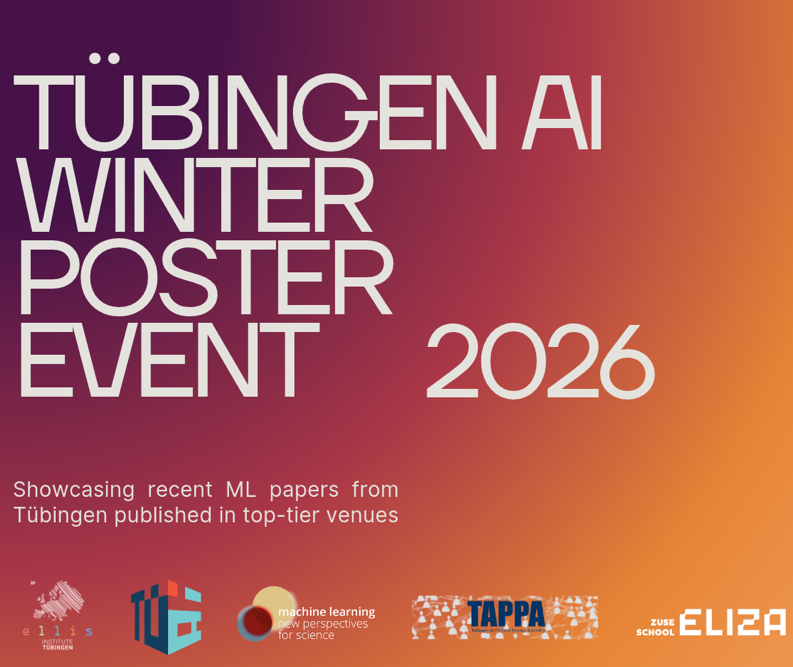 TÜBINGEN AI
WINTER
POSTER
EVENT 2026
Showcasing recent ML papers from
Tübingen published in top-tier venues
ellis
INSTITUTE
TÜBINGEN
TÜAI
machine learning
new perspectives
for science
TAPPA
ZUSE
SCHOOL ELIZA